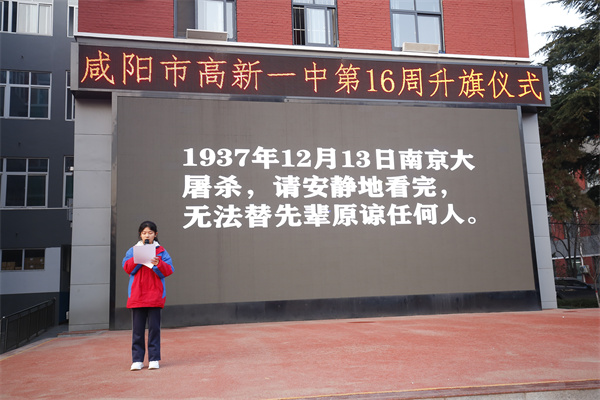 咸阳市高新一中第16周升旗仪式
1937年12月13日南京大
屠杀，请安静地看完，
无法替先辈原谅任何人。